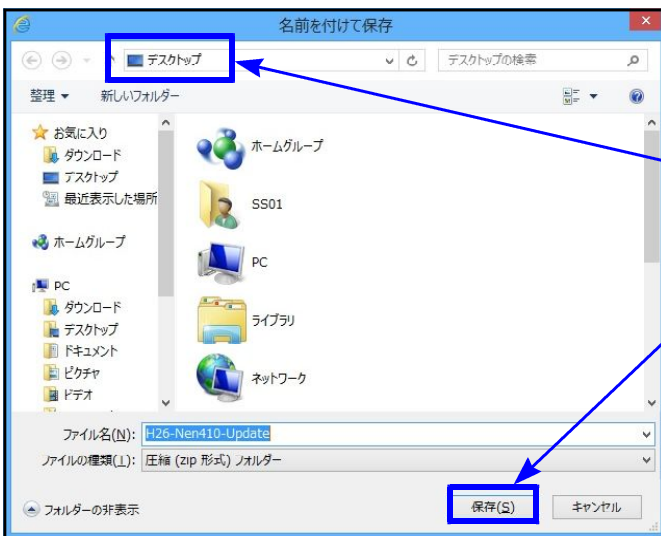 名前を付けて保存
デスクトップ
デスクトップの検索
整理 新しいフォルダー
お気に入り
ダウンロード
デスクトップ
最近表示した場所
ホームグループ
PC
ダウンロード
デスクトップ
ドキュメント
ピクチャ
ビデオ
ホームグループ
SS01
PC
ライブラリ
ネットワーク
ファイル名(N): H26-Nen410-Update
ファイルの種類(T): 圧縮 (zip 形式) フォルダー
フォルダーの非表示
保存(S) キャンセル